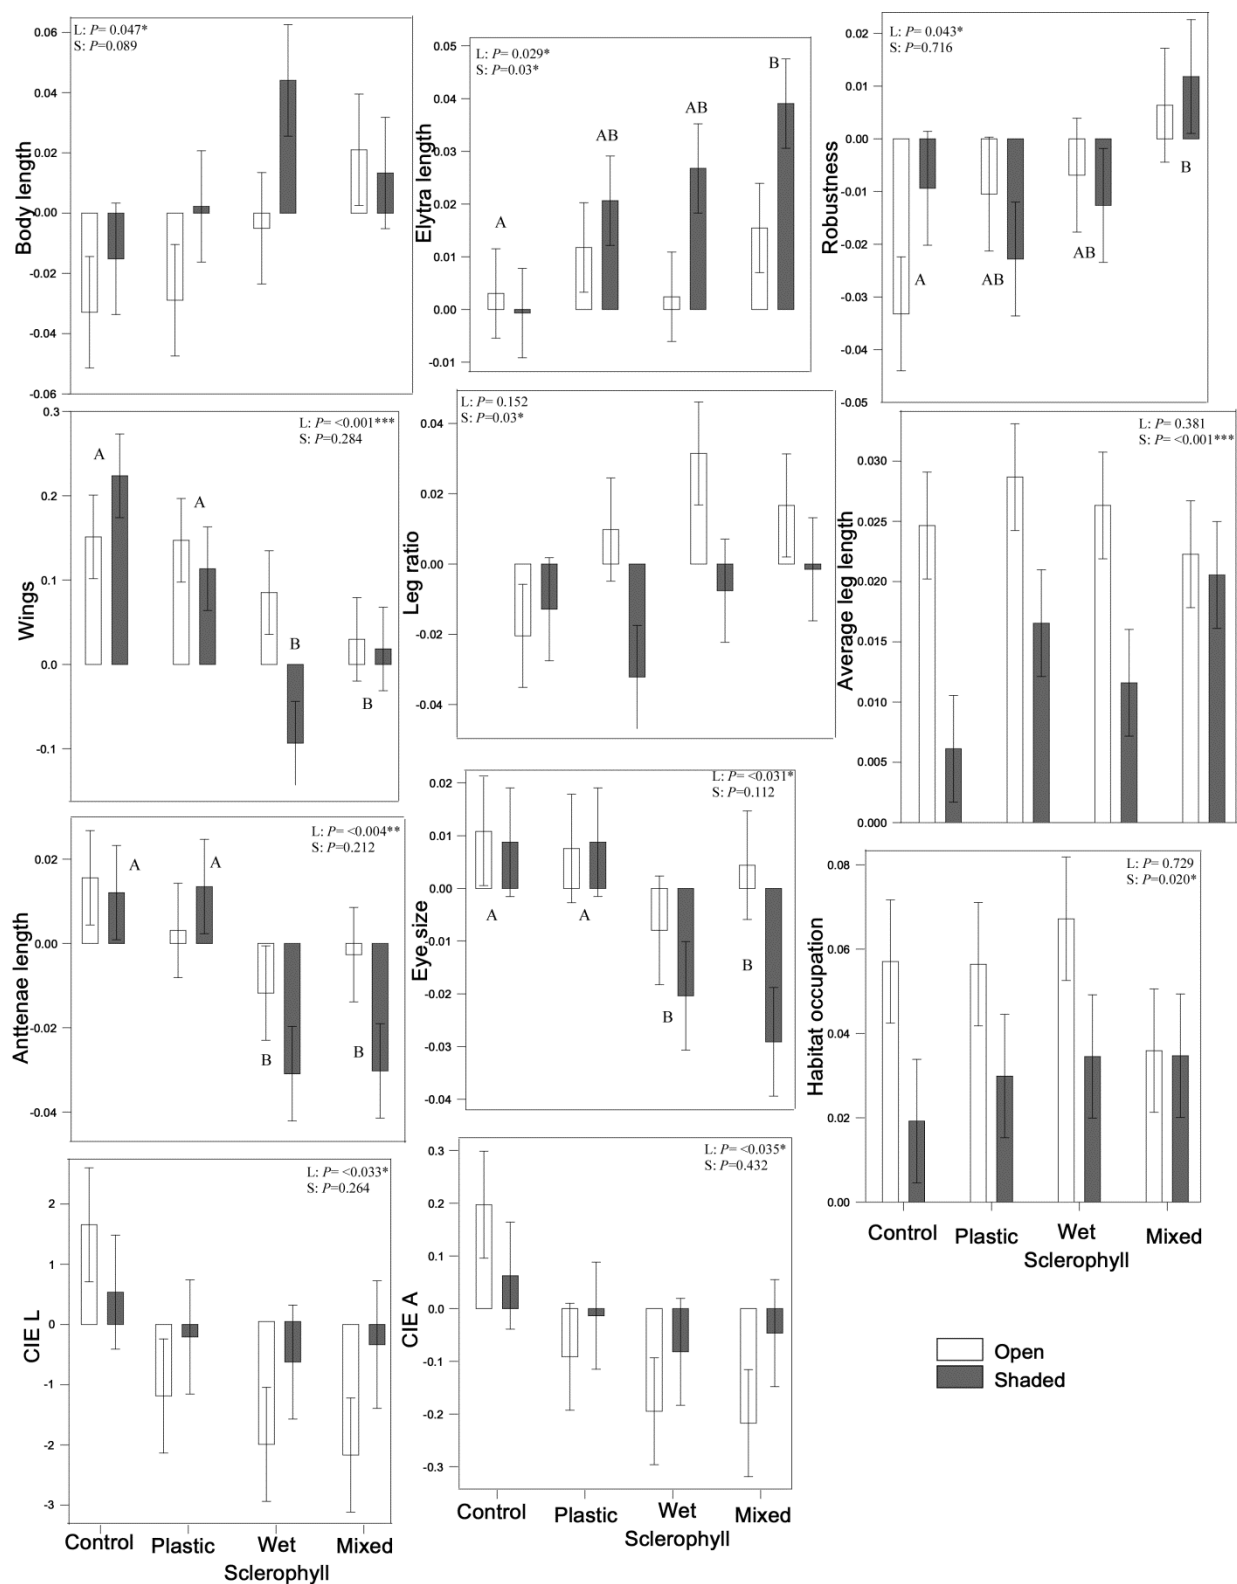 L: P= 0.047*
S: P=0.089
0.06
0.04
0.02
0.00
-0.02
-0.04
-0.06
Body length
L: P= 0.029*
S: P=0.03*
0.05
0.04
0.03
0.02
0.01
0.00
-0.01
Elytra length
A
AB
AB
B
L: P= 0.043*
S: P=0.716
0.02
0.01
0.00
-0.01
-0.02
-0.03
-0.04
-0.05
Robustness
A
AB
AB
B
L: P= <0.001***
S: P=0.284
0.3
0.2
0.1
0.0
-0.1
Wings
A
A
B
B
L: P= 0.152
S: P=0.03*
0.04
0.02
0.00
-0.02
-0.04
Leg ratio
L: P= 0.381
S: P= <0.001***
0.030
0.025
0.020
0.015
0.010
0.005
0.000
Average leg length
L: P= <0.004**
S: P=0.212
0.02
0.00
-0.02
-0.04
Anttenae length
A
A
B
B
L: P= <0.031*
S: P=0.112
0.02
0.01
0.00
-0.01
-0.02
-0.03
-0.04
Eye size
A
A
B
B
L: P= 0.729
S: P=0.020*
0.08
0.06
0.04
0.02
0.00
Habitat occupation
Control
Plastic
Wet
Sclerophyll
Mixed
L: P= <0.033*
S: P=0.264
2
1
0
-1
-2
-3
CIE L
Control
Plastic
Wet
Sclerophyll
Mixed
L: P= <0.035*
S: P=0.432
0.3
0.2
0.1
0.0
-0.1
-0.2
-0.3
CIE A
Control
Plastic
Wet
Sclerophyll
Mixed
Open
Shaded